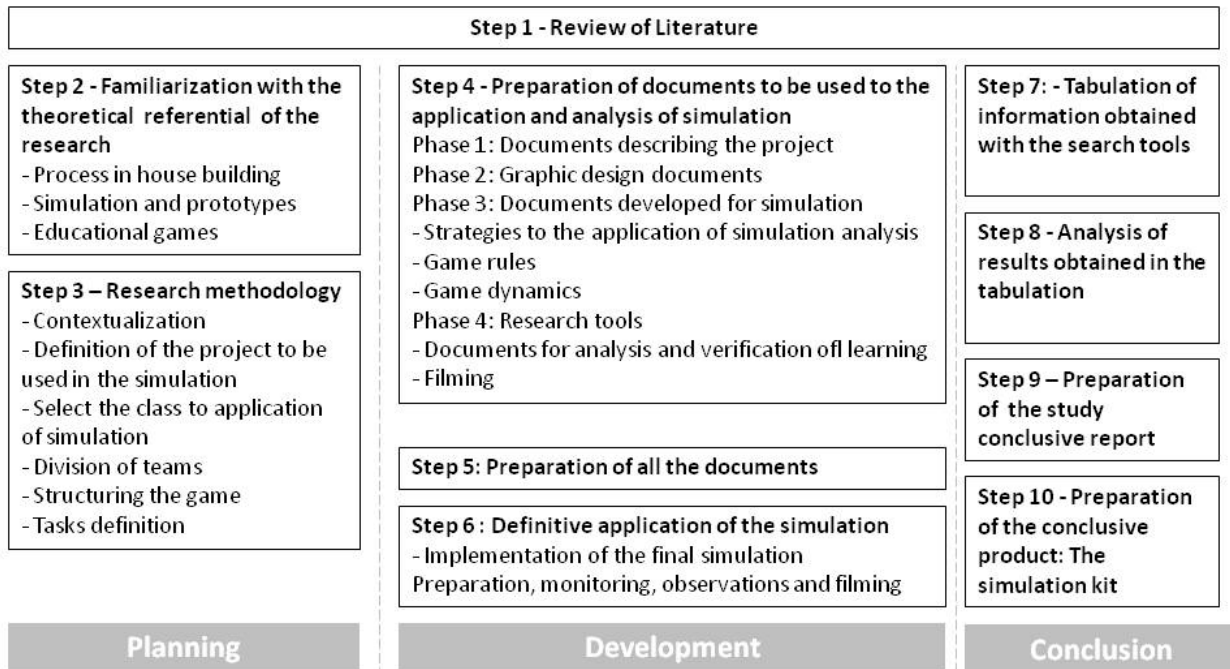 Step 1 - Review of Literature
Step 2 - Familiarization with the
theoretical referential of the
research
- Process in house building
- Simulation and prototypes
- Educational games
Step 3 – Research methodology
- Contextualization
- Definition of the project to be
used in the simulation
- Select the class to application
of simulation
- Division of teams
- Structuring the game
- Tasks definition
Planning
Step 4 - Preparation of documents to be used to the
application and analysis of simulation
Phase 1: Documents describing the project
Phase 2: Graphic design documents
Phase 3: Documents developed for simulation
- Strategies to the application of simulation analysis
- Game rules
- Game dynamics
Phase 4: Research tools
- Documents for analysis and verification ofl learning
- Filming
Step 5: Preparation of all the documents
Step 6 : Definitive application of the simulation
- Implementation of the final simulation
Preparation, monitoring, observations and filming
Development
Step 7: - Tabulation of
information obtained
with the search tools
Step 8 - Analysis of
results obtained in the
tabulation
Step 9 – Preparation
of the study
conclusive report
Step 10 - Preparation
of the conclusive
product: The
simulation kit
Conclusion